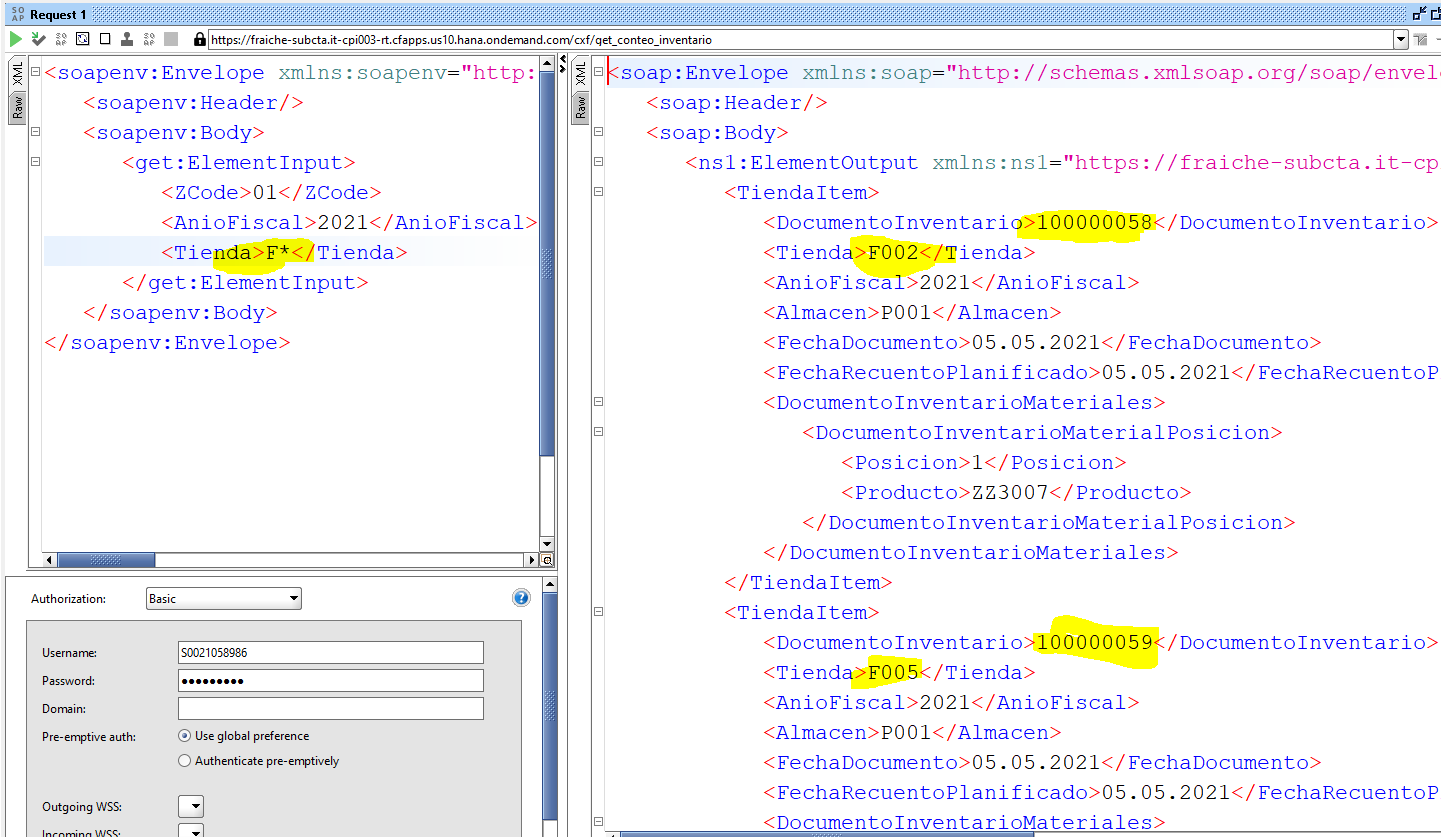 SO AP Request 1
https://fraiche-subcta.it-cpi003-rt.cfapps.us10.hana.ondemand.com/cxf/get_conteo_inventario
XML
Raw
<soapenv:Envelope xmlns:soapenv="http:
<soapenv:Header/>
<soapenv:Body>
<get:ElementInput>
<ZCode>01</ZCode>
<AnioFiscal>2021</AnioFiscal>
<Tienda>F*</Tienda>
</get:ElementInput>
</soapenv:Body>
</soapenv:Envelope>
Authorization: Basic
Username: S0021058986
Password: •••••••••
Domain:
Pre-emptive auth: Use global preference
Authenticate pre-emptively
Outgoing WSS:
Incoming WSS:
XML
Raw
<soap:Envelope xmlns:soap="http://schemas.xmlsoap.org/soap/envel
<soap:Header/>
<soap:Body>
<ns1:ElementOutput xmlns:ns1="https://fraiche-subcta.it-cp
<TiendaItem>
<DocumentoInventario>100000058</DocumentoInventario>
<Tienda>F002</Tienda>
<AnioFiscal>2021</AnioFiscal>
<Almacen>P001</Almacen>
<FechaDocumento>05.05.2021</FechaDocumento>
<FechaRecuentoPlanificado>05.05.2021</FechaRecuentoP
<DocumentoInventarioMateriales>
<DocumentoInventarioMaterialPosicion>
<Posicion>1</Posicion>
<Producto>ZZ3007</Producto>
</DocumentoInventarioMaterialPosicion>
</DocumentoInventarioMateriales>
</TiendaItem>
<TiendaItem>
<DocumentoInventario>100000059</DocumentoInventario>
<Tienda>F005</Tienda>
<AnioFiscal>2021</AnioFiscal>
<Almacen>P001</Almacen>
<FechaDocumento>05.05.2021</FechaDocumento>
<FechaRecuentoPlanificado>05.05.2021</FechaRecuentoP
<DocumentoInventarioMateriales>